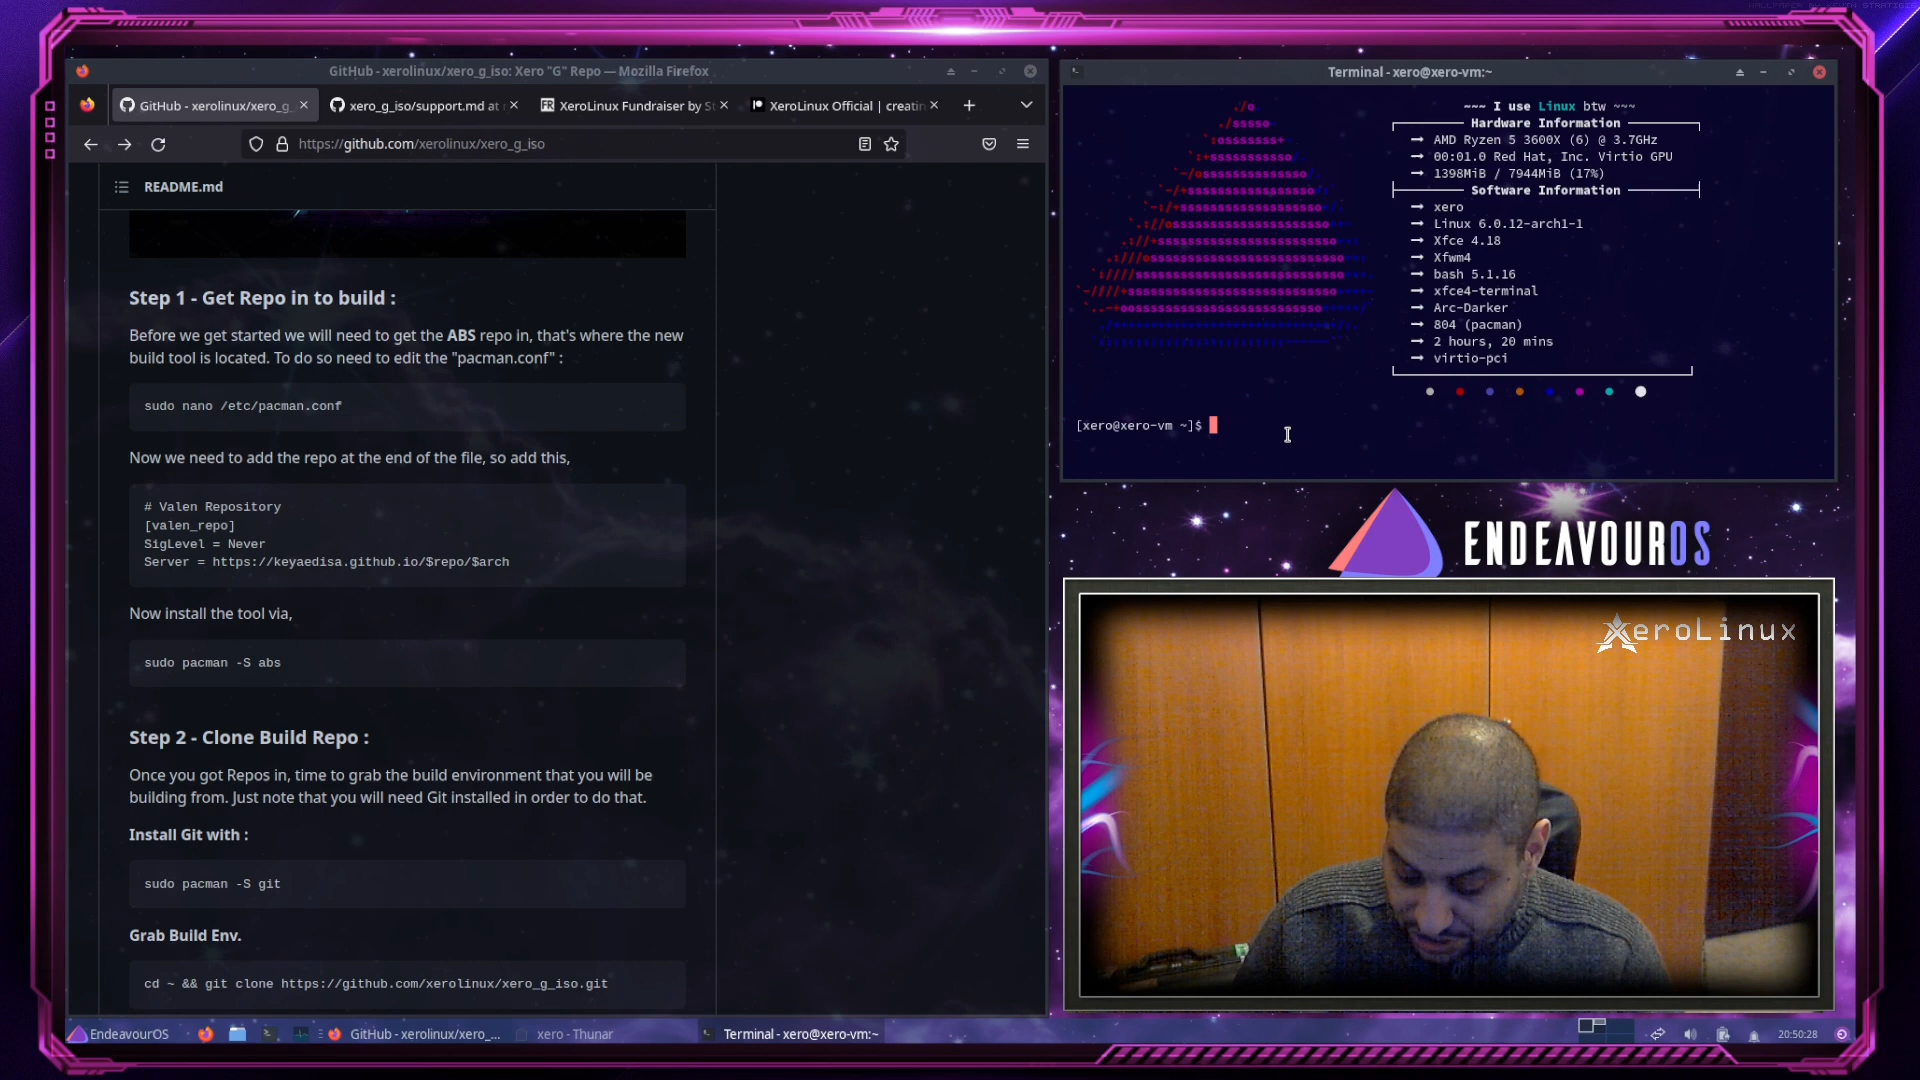 GitHub - xerolinux/xero_g_iso: Xero "G" Repo — Mozilla Firefox
GitHub - xerolinux/xero_g_
xero_g_iso/support.md at
XeroLinux Fundraiser by St
XeroLinux Official | creatin
https://github.com/xerolinux/xero_g_iso
README.md
Step 1 - Get Repo in to build :
Before we get started we will need to get the ABS repo in, that's where the new
build tool is located. To do so need to edit the "pacman.conf" :
sudo nano /etc/pacman.conf
Now we need to add the repo at the end of the file, so add this,
# Valen Repository
[valen_repo]
SigLevel = Never
Server = https://keyaedisa.github.io/$repo/$arch
Now install the tool via,
sudo pacman -S abs
Step 2 - Clone Build Repo :
Once you got Repos in, time to grab the build environment that you will be
building from. Just note that you will need Git installed in order to do that.
Install Git with :
sudo pacman -S git
Grab Build Env.
cd ~ && git clone https://github.com/xerolinux/xero_g_iso.git
Terminal - xero@xero-vm:~
~~~ I use Linux btw ~~~
Hardware Information
AMD Ryzen 5 3600X (6) @ 3.7GHz
00:01.0 Red Hat, Inc. Virtio GPU
1398MiB / 7944MiB (17%)
Software Information
xero
Linux 6.0.12-arch1-1
Xfce 4.18
Xfwm4
bash 5.1.16
xfce4-terminal
Arc-Darker
804 (pacman)
2 hours, 20 mins
virtio-pci
[xero@xero-vm ~]$
ENDEAVOUROS
XeroLinux
EndeavourOS
GitHub - xerolinux/xero_...
xero - Thunar
Terminal - xero@xero-vm:~
20:50:28